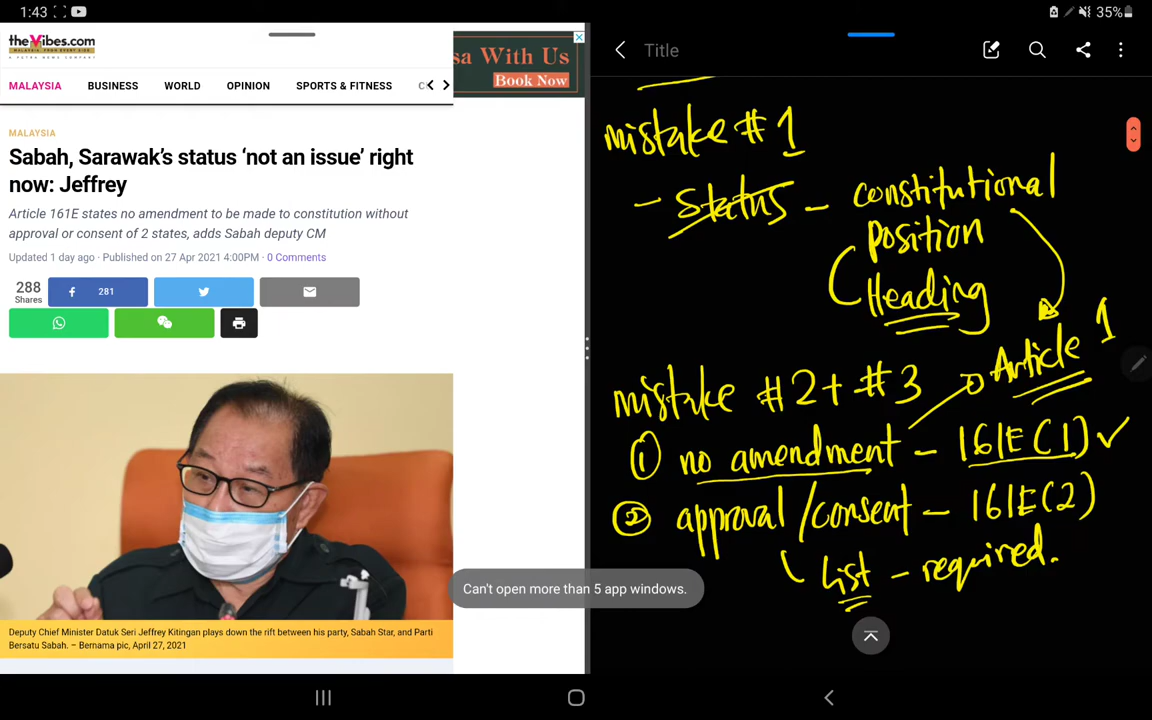 1:43
35%
the Vibes.com
MALAYSIA
BUSINESS
WORLD
OPINION
SPORTS & FITNESS
sa With Us
Book Now
MALAYSIA
Sabah, Sarawak's status 'not an issue' right
now: Jeffrey
Article 161E states no amendment to be made to constitution without
approval or consent of 2 states, adds Sabah deputy CM
Updated 1 day ago • Published on 27 Apr 2021 4:00PM • 0 Comments
288
Shares
281
Deputy Chief Minister Datuk Seri Jeffrey Kitingan plays down the rift between his party, Sabah Star, and Parti
Bersatu Sabah. – Bernama pic, April 27, 2021
Can't open more than 5 app windows.
Title
mistake #1
- Status - constitutional
position
Heading
Article 1
mistake #2+ #3
① no amendment - 161E(1) ✓
② approval/consent - 161E(2)
list - required.